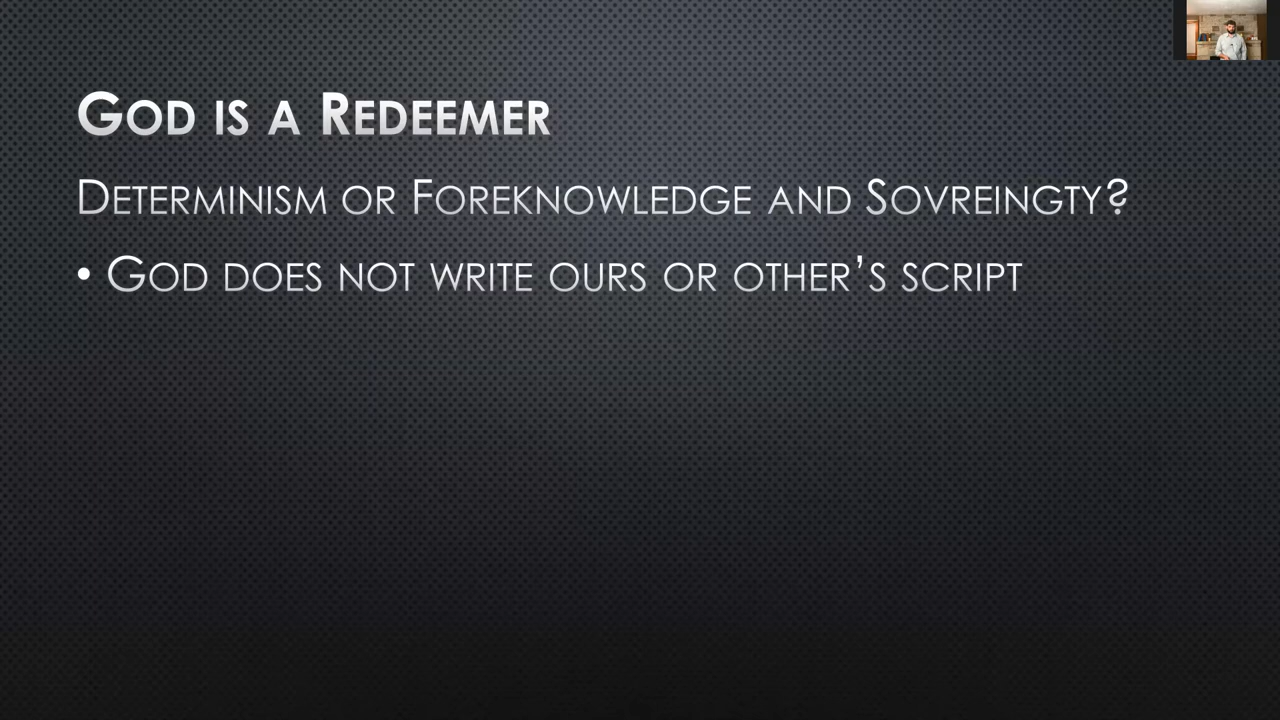 God is a Redeemer
Determinism or Foreknowledge and Sovreingty?
• God does not write ours or other’s script